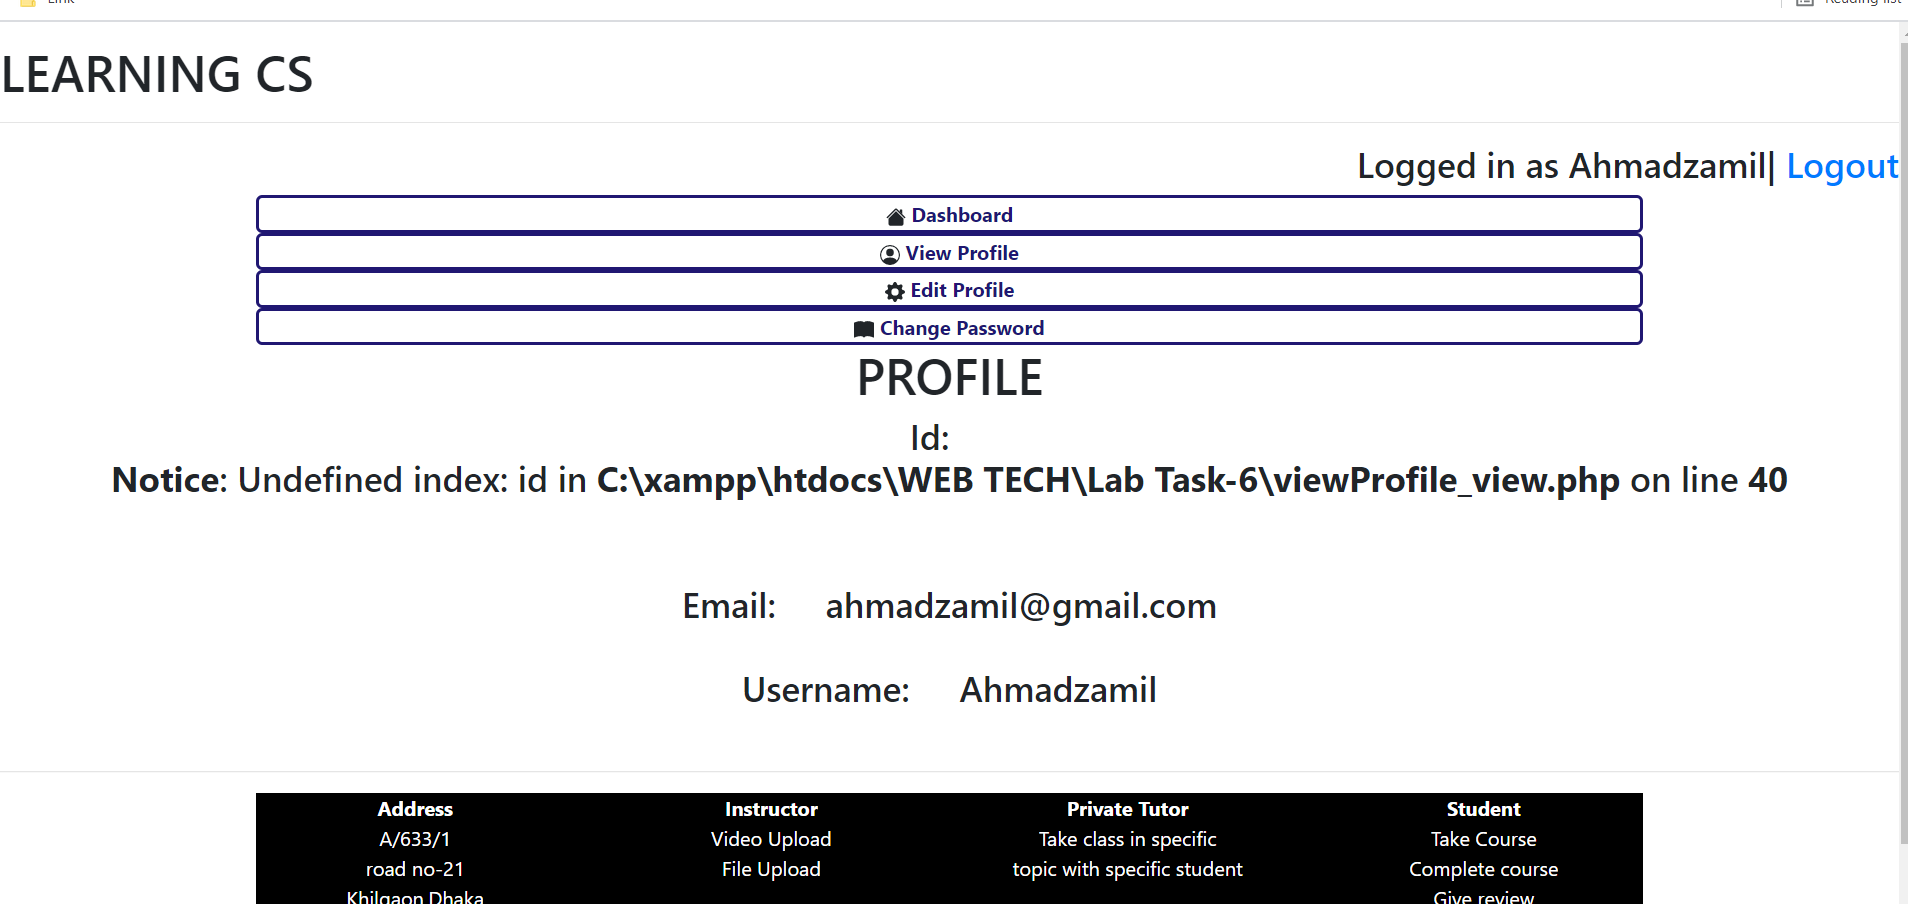 Link
Reading list
LEARNING CS
Logged in as Ahmadzamil| Logout
Dashboard
View Profile
Edit Profile
Change Password
PROFILE
Id:
Notice: Undefined index: id in C:\xampp\htdocs\WEB TECH\Lab Task-6\viewProfile_view.php on line 40
Email: ahmadzamil@gmail.com
Username: Ahmadzamil
Address Instructor Private Tutor Student
A/633/1 Video Upload Take class in specific Take Course
road no-21 File Upload topic with specific student Complete course
Khilgaon Dhaka Give review